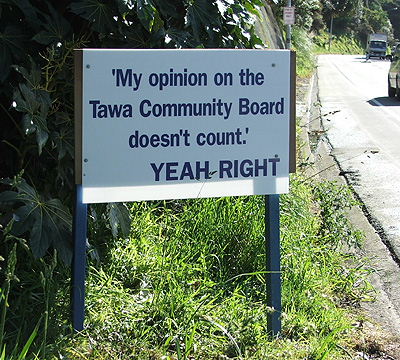 'My opinion on the
Tawa Community Board
doesn't count.'
YEAH RIGHT